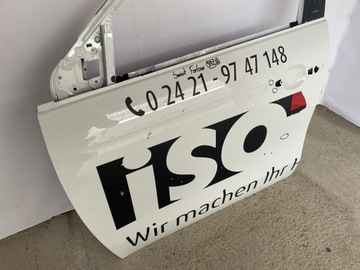 0 24 21 - 97 47 148
iso
Wir machen Ihr